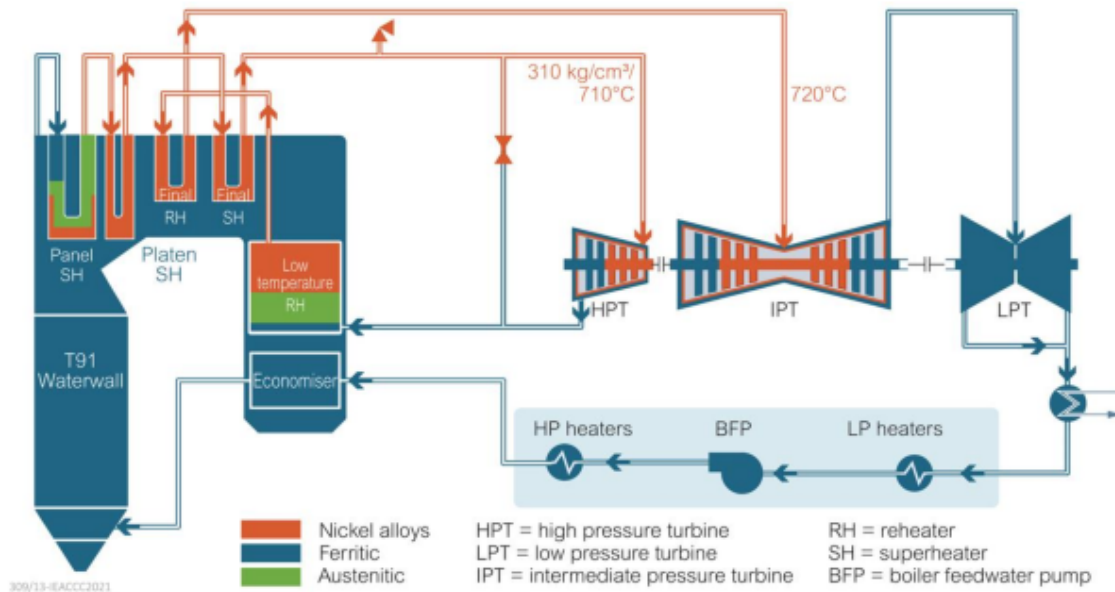 310 kg/cm³/
710°C
720°C
Final
RH
Final
SH
Panel
SH
Platen
SH
Low
temperature
RH
HPT
IPT
LPT
T91
Waterwall
Economiser
HP heaters
BFP
LP heaters
Nickel alloys
Ferritic
Austenitic
HPT = high pressure turbine
LPT = low pressure turbine
IPT = intermediate pressure turbine
RH = reheater
SH = superheater
BFP = boiler feedwater pump
309/13-IEACCC2021